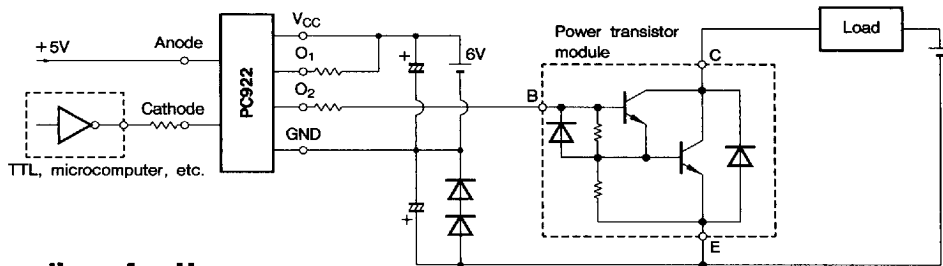 +5V
Anode
Cathode
TTL, microcomputer, etc.
PC922
VCC
O1
O2
GND
+
6V
+
Power transistor
module
B
C
E
Load